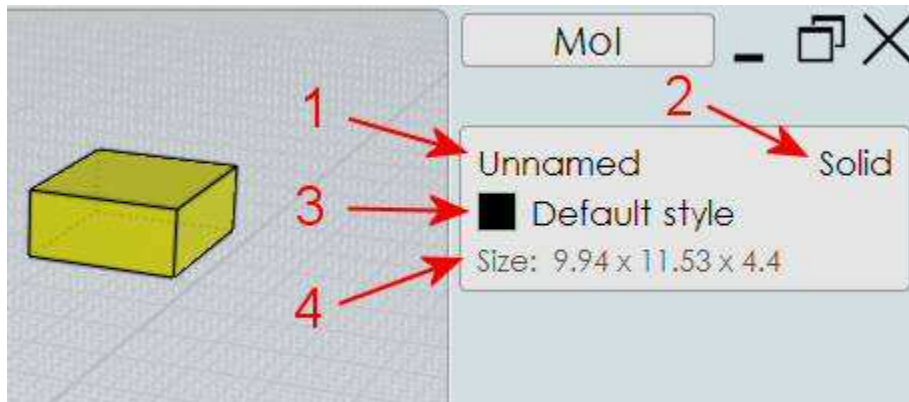 MoI
1
2
Unnamed Solid
3
Default style
Size: 9.94 x 11.53 x 4.4
4